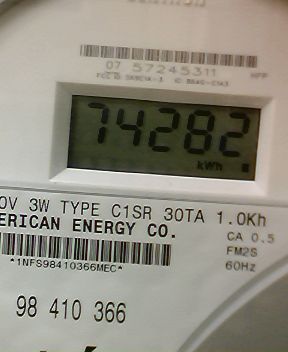 07 57245311
74282
kWh
0V 3W TYPE C1SR 30TA 1.0Kh
ERICAN ENERGY CO.
CA 0.5
FM2S
*1NFS98410366MEC*
60Hz
98 410 366